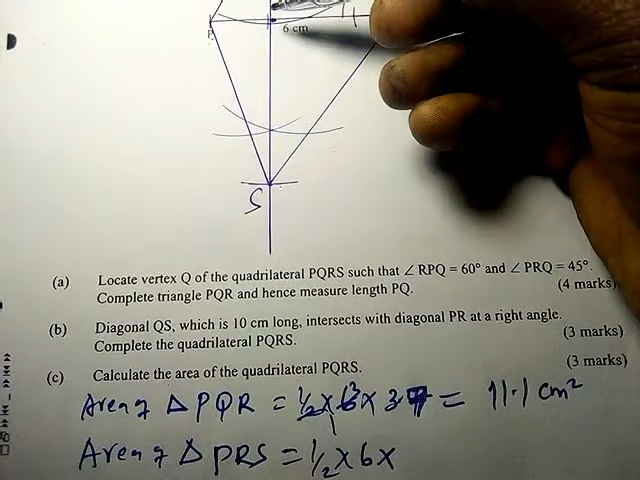 P
6 cm
S
(a) Locate vertex Q of the quadrilateral PQRS such that ∠ RPQ = 60° and ∠ PRQ = 45°.
Complete triangle PQR and hence measure length PQ. (4 marks)
(b) Diagonal QS, which is 10 cm long, intersects with diagonal PR at a right angle.
Complete the quadrilateral PQRS. (3 marks)
(c) Calculate the area of the quadrilateral PQRS. (3 marks)
Area of △ PQR = ½ × 6 × 3.7 = 11.1 cm²
Area of △ PRS = ½ × 6 ×